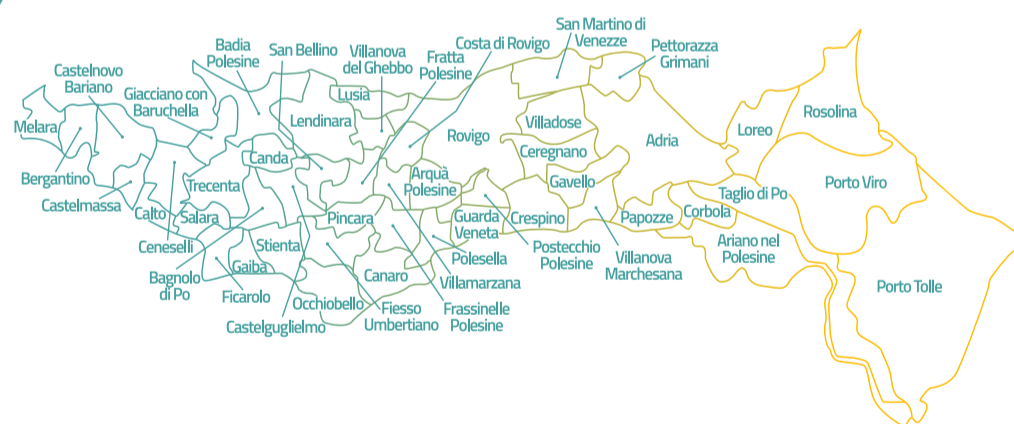 San Martino di
Venezze
Costa di Rovigo
Pettorazza
Grimani
Badia
Polesine
San Bellino
Villanova
del Ghebbo
Fratta
Polesine
Castelnovo
Bariano
Giacciano con
Baruchella
Lusia
Lendinara
Melara
Rovigo
Villadose
Adria
Loreo
Rosolina
Canda
Ceregnano
Bergantino
Trecenta
Arquà
Polesine
Gavello
Porto Viro
Castelmassa
Calto
Salara
Pincara
Guarda
Veneta
Crespino
Papozze
Corbola
Taglio di Po
Ceneselli
Stienta
Polesella
Postecchio
Polesine
Villanova
Marchesana
Ariano nel
Polesine
Bagnolo
di Po
Gaiba
Canaro
Villamarzana
Porto Tolle
Ficarolo
Occhiobello
Castelguglielmo
Fiesso
Umbertiano
Frassinelle
Polesine